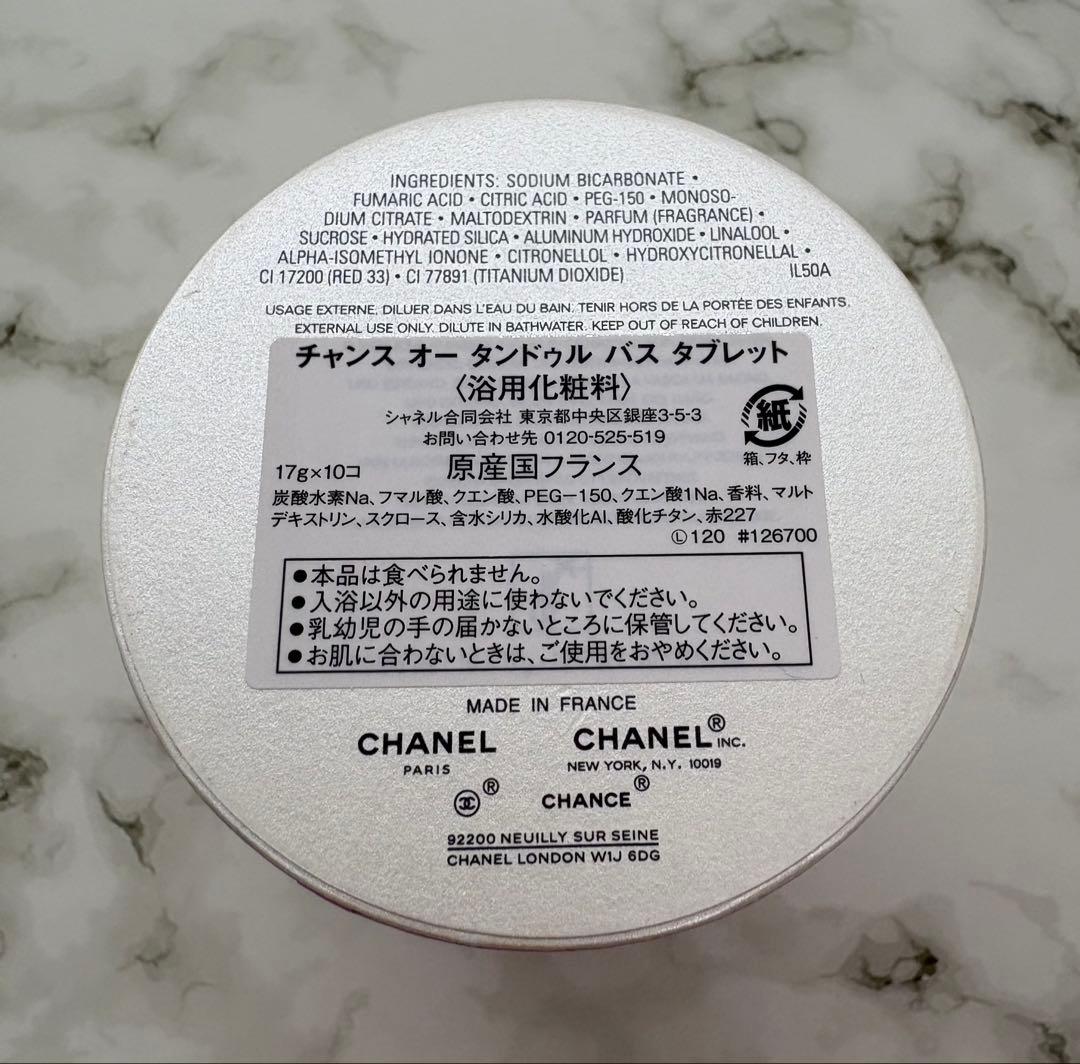 INGREDIENTS: SODIUM BICARBONATE •
FUMARIC ACID • CITRIC ACID • PEG-150 • MONOSO-
DIUM CITRATE • MALTODEXTRIN • PARFUM (FRAGRANCE) •
SUCROSE • HYDRATED SILICA • ALUMINUM HYDROXIDE • LINALOOL •
ALPHA-ISOMETHYL IONONE • CITRONELLOL • HYDROXYCITRONELLAL •
CI 17200 (RED 33) • CI 77891 (TITANIUM DIOXIDE) IL50A
USAGE EXTERNE. DILUER DANS L'EAU DU BAIN. TENIR HORS DE LA PORTÉE DES ENFANTS.
EXTERNAL USE ONLY. DILUTE IN BATHWATER. KEEP OUT OF REACH OF CHILDREN.
チャンス オー タンドゥル バス タブレット
〈浴用化粧料〉
シャネル合同会社 東京都中央区銀座3-5-3
お問い合わせ先 0120-525-519
紙
箱、フタ、枠
17g×10コ 原産国フランス
炭酸水素Na、フマル酸、クエン酸、PEG-150、クエン酸1Na、香料、マルト
デキストリン、スクロース、含水シリカ、水酸化Al、酸化チタン、赤227
Ⓛ120 #126700
●本品は食べられません。
●入浴以外の用途に使わないでください。
●乳幼児の手の届かないところに保管してください。
●お肌に合わないときは、ご使用をおやめください。
MADE IN FRANCE
CHANEL CHANEL® INC.
PARIS NEW YORK, N.Y. 10019
® CHANCE®
92200 NEUILLY SUR SEINE
CHANEL LONDON W1J 6DG